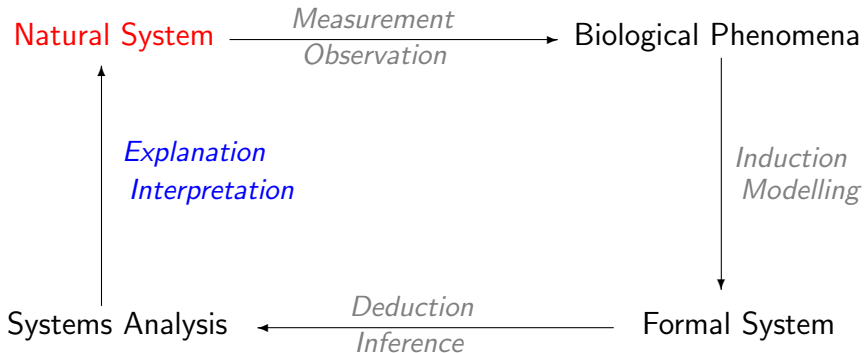 Natural System
Measurement
Observation
Biological Phenomena
Explanation
Interpretation
Induction
Modelling
Systems Analysis
Deduction
Inference
Formal System